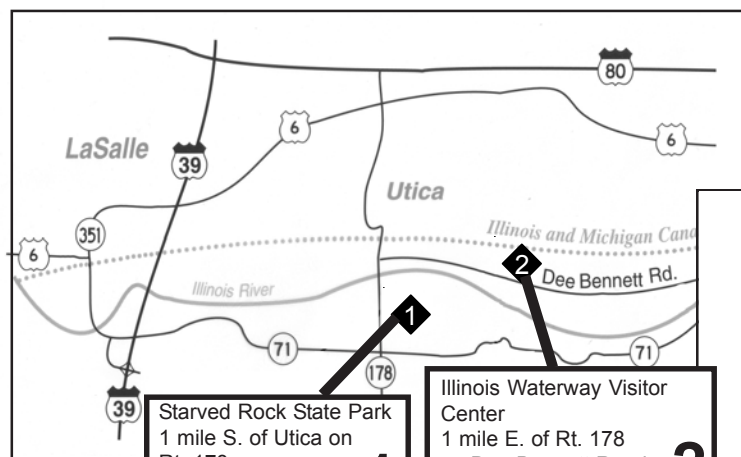 80
6
6
LaSalle
39
Utica
351
Illinois and Michigan
6
2
Dee Bennett Rd.
Illinois River
1
71
71
178
39
Starved Rock State Park
1 mile S. of Utica on
Illinois Waterway Visitor
Center
1 mile E. of Rt. 178